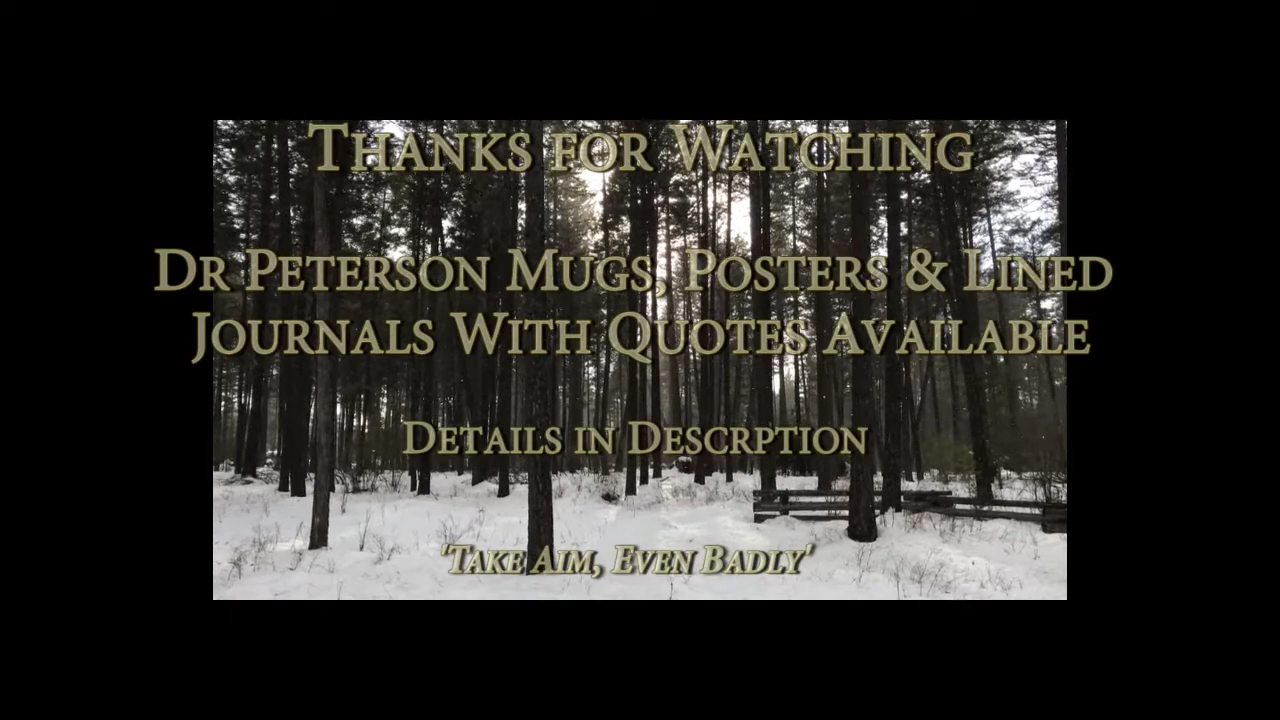 Thanks for Watching
Dr Peterson Mugs, Posters & Lined
Journals With Quotes Available
Details in Descrption
'Take Aim, Even Badly'